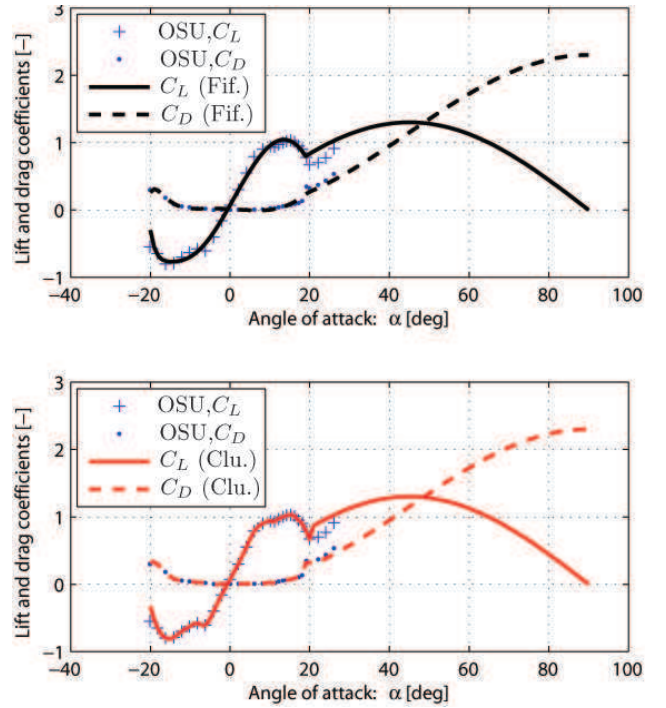 3
2
1
0
−1
Lift and drag coefficients [−]
OSU,C_L
OSU,C_D
C_L (Fif.)
C_D (Fif.)
−40 −20 0 20 40 60 80 100
Angle of attack: α [deg]
3
2
1
0
−1
Lift and drag coefficients [−]
OSU,C_L
OSU,C_D
C_L (Clu.)
C_D (Clu.)
−40 −20 0 20 40 60 80 100
Angle of attack: α [deg]